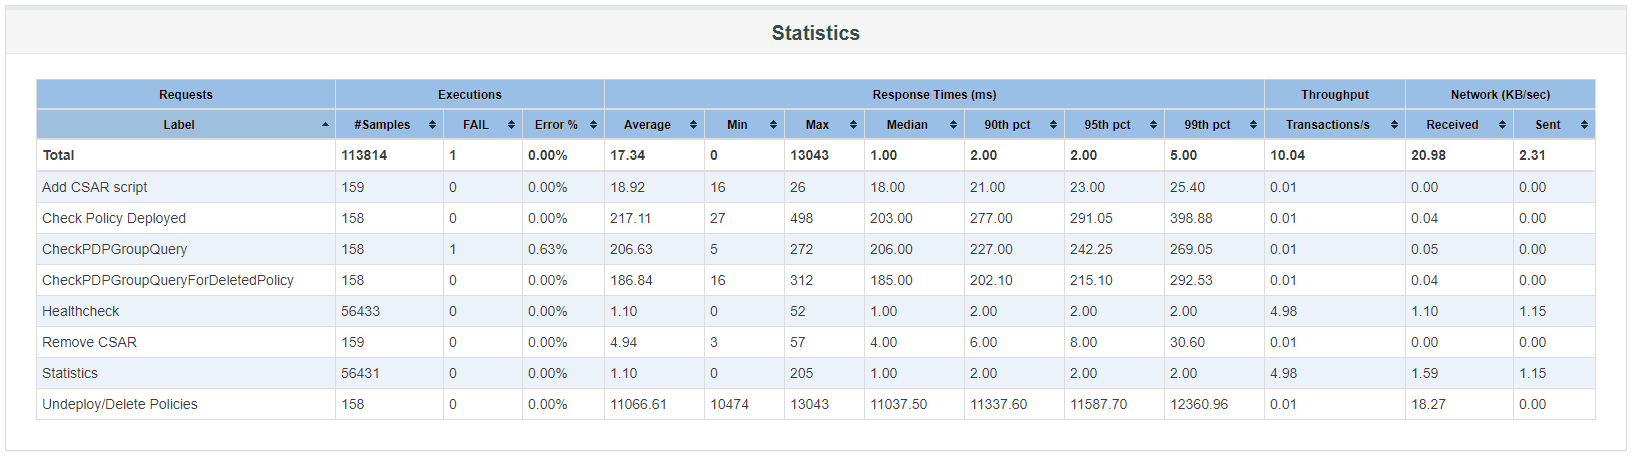 Statistics
Requests Executions Response Times (ms) Throughput Network (KB/sec)
Label #Samples FAIL Error % Average Min Max Median 90th pct 95th pct 99th pct Transactions/s Received Sent
Total 113814 1 0.00% 17.34 0 13043 1.00 2.00 2.00 5.00 10.04 20.98 2.31
Add CSAR script 159 0 0.00% 18.92 16 26 18.00 21.00 23.00 25.40 0.01 0.00 0.00
Check Policy Deployed 158 0 0.00% 217.11 27 498 203.00 277.00 291.05 398.88 0.01 0.04 0.00
CheckPDPGroupQuery 158 1 0.63% 206.63 5 272 206.00 227.00 242.25 269.05 0.01 0.05 0.00
CheckPDPGroupQueryForDeletedPolicy 158 0 0.00% 186.84 16 312 185.00 202.10 215.10 292.53 0.01 0.04 0.00
Healthcheck 56433 0 0.00% 1.10 0 52 1.00 2.00 2.00 2.00 4.98 1.10 1.15
Remove CSAR 159 0 0.00% 4.94 3 57 4.00 6.00 8.00 30.60 0.01 0.00 0.00
Statistics 56431 0 0.00% 1.10 0 205 1.00 2.00 2.00 2.00 4.98 1.59 1.15
Undeploy/Delete Policies 158 0 0.00% 11066.61 10474 13043 11037.50 11337.60 11587.70 12360.96 0.01 18.27 0.00